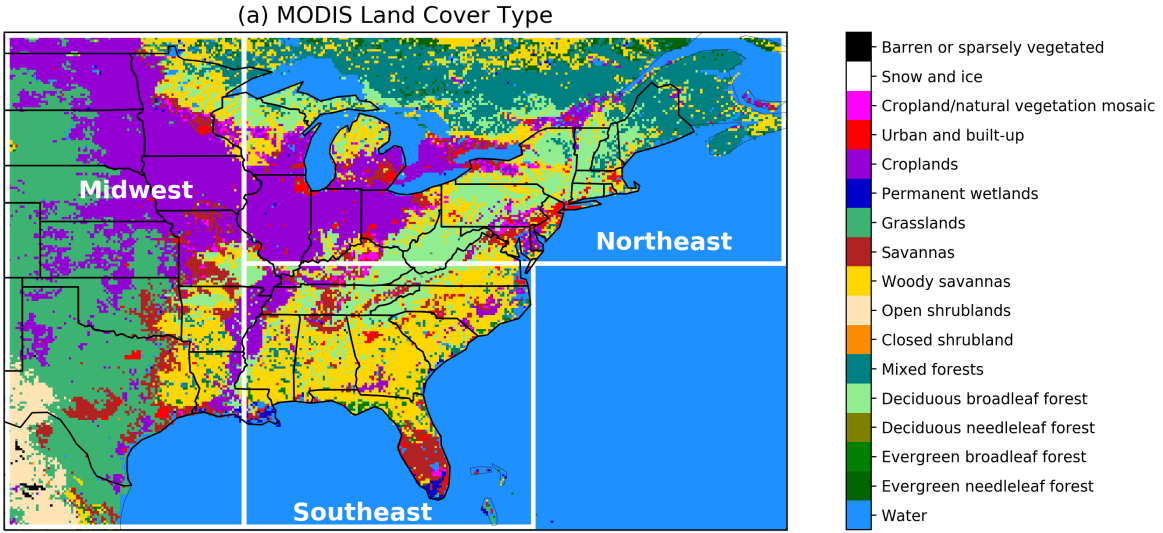 (a) MODIS Land Cover Type
Midwest
Northeast
Southeast
Barren or sparsely vegetated
Snow and ice
Cropland/natural vegetation mosaic
Urban and built-up
Croplands
Permanent wetlands
Grasslands
Savannas
Woody savannas
Open shrublands
Closed shrubland
Mixed forests
Deciduous broadleaf forest
Deciduous needleleaf forest
Evergreen broadleaf forest
Evergreen needleleaf forest
Water